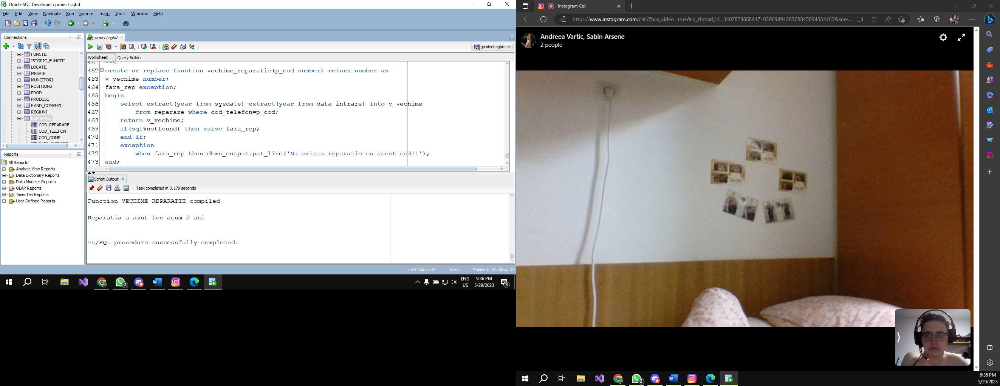 Oracle SQL Developer : proiect sgbd
File Edit View Navigate Run Source Team Tools Window Help
Connections
FUNCTII
ISTORIC_FUNCTII
LOCATII
MESAJE
MUNCITORI
POSITIONS
PROD
PRODUSE
RAND_COMENZI
REGIUNI
REPARARE
COD_REPARARE
COD_TELEFON
COD_COMP
Reports
All Reports
Analytic View Reports
Data Dictionary Reports
Data Modeler Reports
OLAP Reports
TimesTen Reports
User Defined Reports
proiect sgbd
proiect sgbd
Worksheet Query Builder
461 --6
462 create or replace function vechime_reparatie(p_cod number) return number as
463 v_vechime number;
464 fara_rep exception;
465 begin
466 select extract(year from sysdate)-extract(year from data_intrare) into v_vechime
467 from reparare where cod_telefon=p_cod;
468 return v_vechime;
469 if(sql%notfound) then raise fara_rep;
470 end if;
471 exception
472 when fara_rep then dbms_output.put_line('Nu exista reparatie cu acest cod!!');
473 end;
Script Output
Task completed in 0.179 seconds
Function VECHIME_REPARATIE compiled
Reparatia a avut loc acum 0 ani
PL/SQL procedure successfully completed.
Line 6 Column 52 | Insert | Modified | Windows: CF
2
ENG
US
9:36 PM
5/29/2023
3
Instagram Call
https://www.instagram.com/call/?has_video=true&ig_thread_id=340282366841710300949128369845094334462&serv...
Andreea Vartic, Sabin Arsene
2 people
2
9:36 PM
5/29/2023